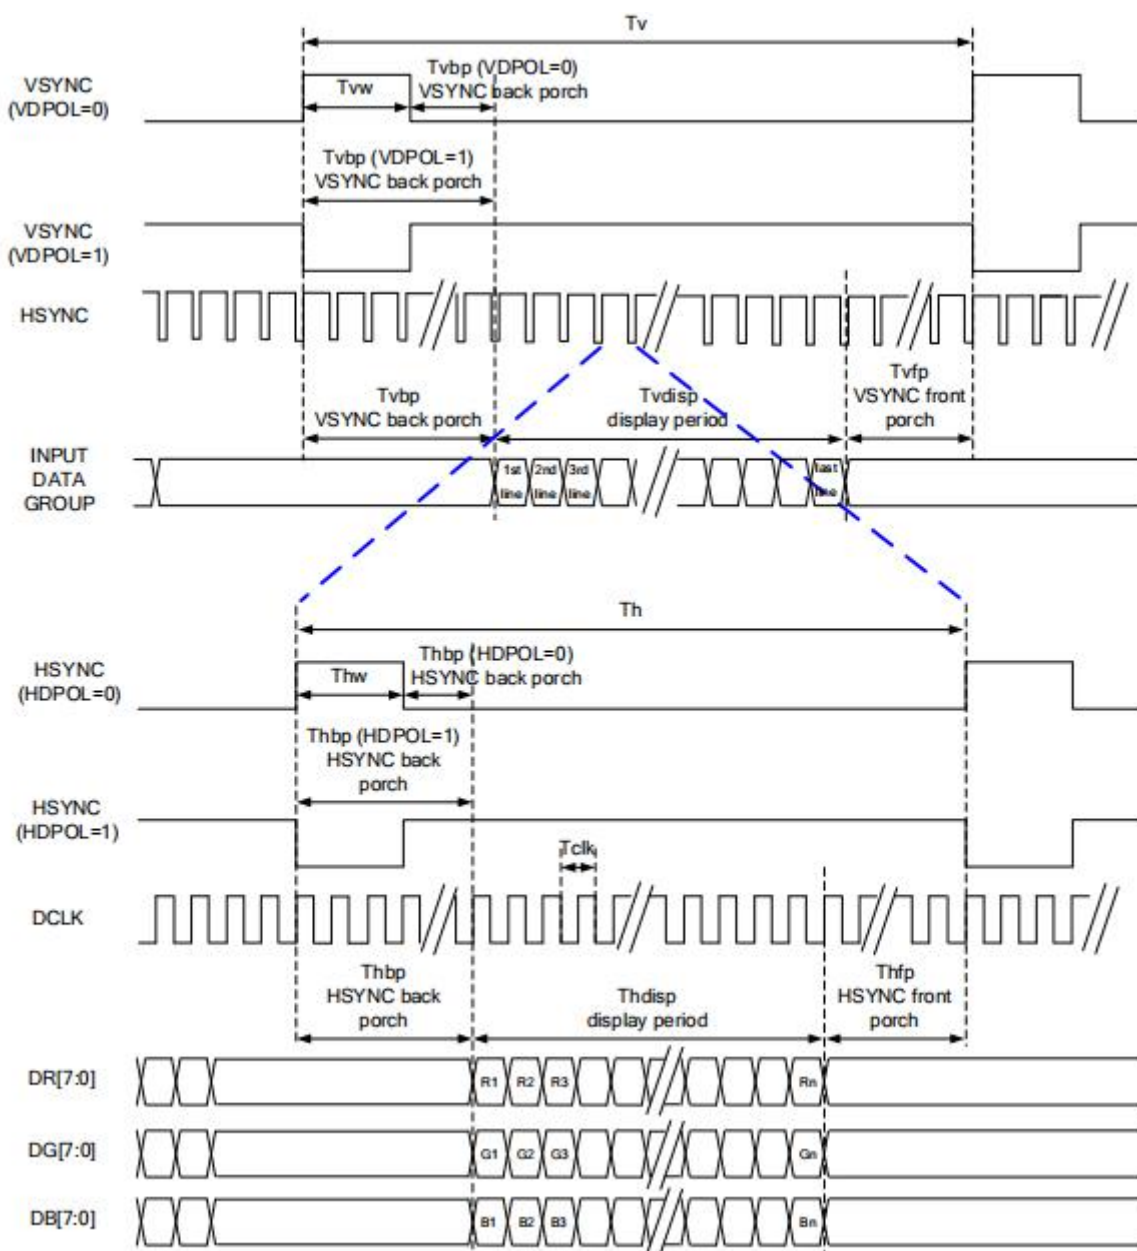 Tv
VSYNC
(VDPOL=0)
Tvw
Tvbp (VDPOL=0)
VSYNC back porch
Tvbp (VDPOL=1)
VSYNC back porch
VSYNC
(VDPOL=1)
HSYNC
Tvbp
VSYNC back porch
Tvdisp
display period
Tvfp
VSYNC front
porch
INPUT
DATA
GROUP
1st
line
2nd
line
3rd
line
last
line
Th
HSYNC
(HDPOL=0)
Thw
Thbp (HDPOL=0)
HSYNC back porch
Thbp (HDPOL=1)
HSYNC back
porch
HSYNC
(HDPOL=1)
Tclk
DCLK
Thbp
HSYNC back
porch
Thdisp
display period
Thfp
HSYNC front
porch
DR[7:0]
R1 R2 R3 Rn
DG[7:0]
G1 G2 G3 Gn
DB[7:0]
B1 B2 B3 Bn